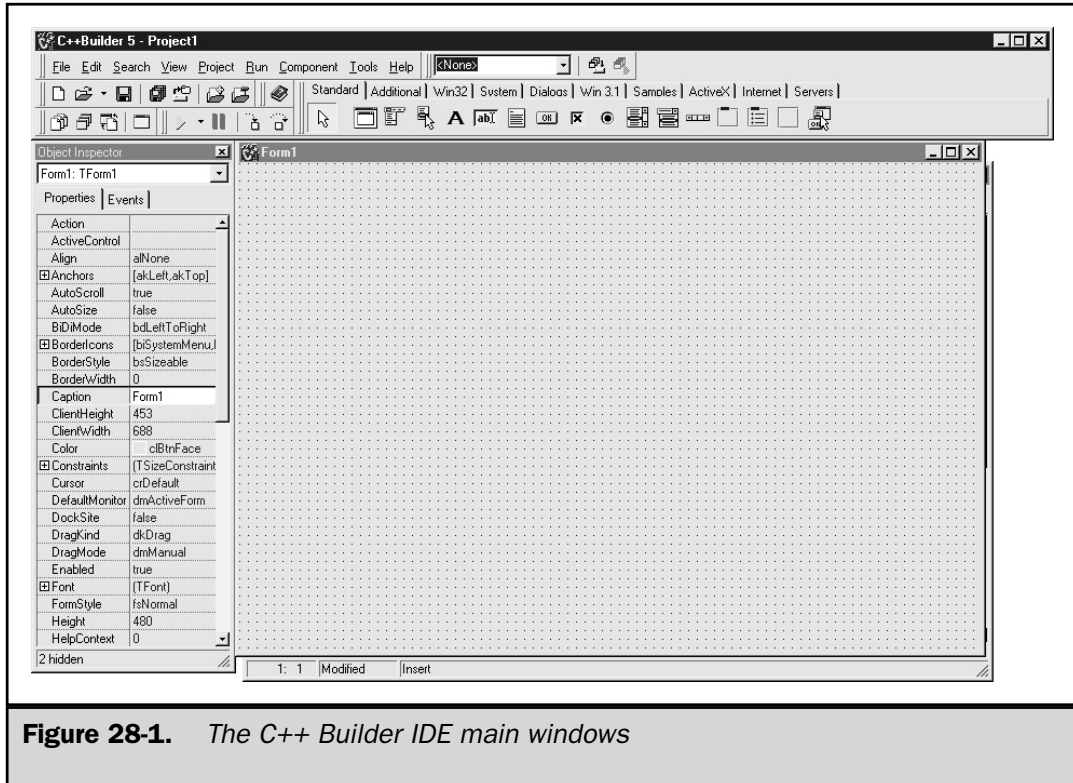 C++Builder 5 - Project1
File Edit Search View Project Run Component Tools Help <None>
Standard Additional Win32 System Dialogs Win 3.1 Samples ActiveX Internet Servers
A ab OK
Object Inspector
Form1
Form1: TForm1
Properties Events
Action
ActiveControl
Align alNone
Anchors [akLeft,akTop]
AutoScroll true
AutoSize false
BiDiMode bdLeftToRight
BorderIcons [biSystemMenu,
BorderStyle bsSizeable
BorderWidth 0
Caption Form1
ClientHeight 453
ClientWidth 688
Color clBtnFace
Constraints (TSizeConstraint
Cursor crDefault
DefaultMonitor dmActiveForm
DockSite false
DragKind dkDrag
DragMode dmManual
Enabled true
Font (TFont)
FormStyle fsNormal
Height 480
HelpContext 0
2 hidden
1: 1 Modified Insert
Figure 28-1. The C++ Builder IDE main windows